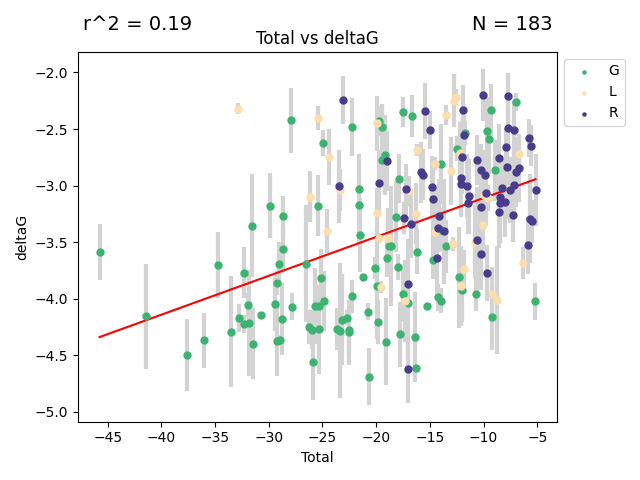 r^2 = 0.19 N = 183
Total vs deltaG
−2.0
−2.5
−3.0
−3.5
−4.0
−4.5
−5.0
deltaG
−45 −40 −35 −30 −25 −20 −15 −10 −5
Total
G
L
R